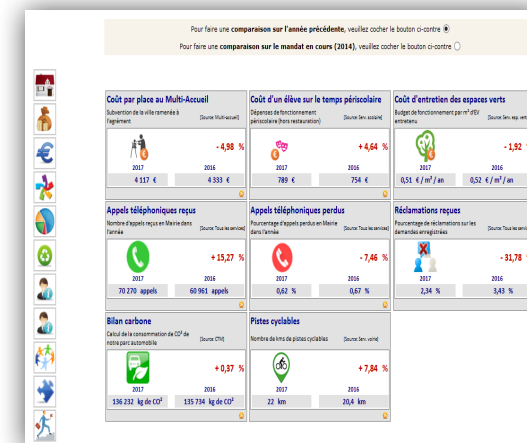 Pour faire une comparaison sur l'année précédente, veuillez cocher le bouton ci-contre
Pour faire une comparaison sur le mandat en cours (2014), veuillez cocher le bouton ci-contre
Coût par place au Multi-Accueil
Subvention de la ville ramenée à l'agrément
[Source: Multi-accueil]
- 4,98 %
2017 2016
4 117 € 4 333 €
Coût d'un élève sur le temps périscolaire
Dépenses de fonctionnement périscolaire (hors restauration)
[Source: Serv. scolaire]
+ 4,64 %
2017 2016
789 € 754 €
Coût d'entretien des espaces verts
Budget de fonctionnement par m² d'EV entretenu
[Source: Serv. esp. verts
- 1,92
2017 2016
0,51 € / m² / an 0,52 € / m² / an
Appels téléphoniques reçus
Nombre d'appels reçus en Mairie dans l'année
[Source: Tous les services]
+ 15,27 %
2017 2016
70 270 appels 60 961 appels
Appels téléphoniques perdus
Pourcentage d'appels perdus en Mairie dans l'année
[Source: Tous les services]
- 7,46 %
2017 2016
0,62 % 0,67 %
Réclamations reçues
Pourcentage de réclamations sur les demandes enregistrées
[Source: Tous les servic
- 31,78
2017 2016
2,34 % 3,43 %
Bilan carbone
Calcul de la consommation de CO² de notre parc automobile
[Source: CTM]
+ 0,37 %
2017 2016
136 232 kg de CO² 135 734 kg de CO²
Pistes cyclables
Nombre de kms de pistes cyclables
[Source: Serv. voirie]
+ 7,84 %
2017 2016
22 km 20,4 km